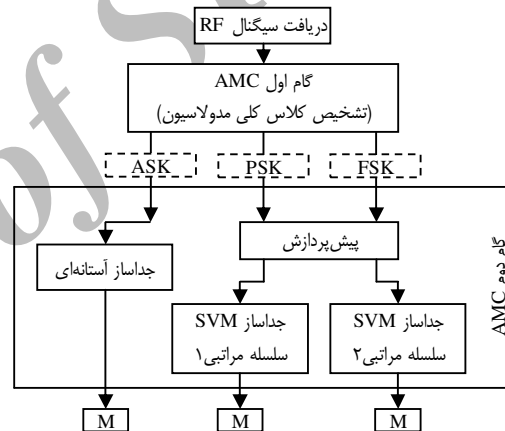 دریافت سیگنال RF
گام اول AMC
(تشخیص کلاس کلی مدولاسیون)
ASK
PSK
FSK
پیش‌پردازش
جداساز آستانه‌ای
جداساز SVM
سلسله مراتبی۱
جداساز SVM
سلسله مراتبی۲
گام دوم AMC
M
M
M
of